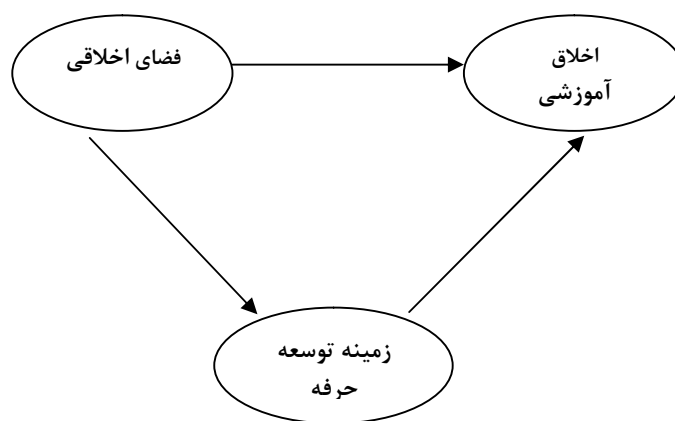 فضای اخلاقی
اخلاق
آموزشی
زمینه توسعه
حرفه